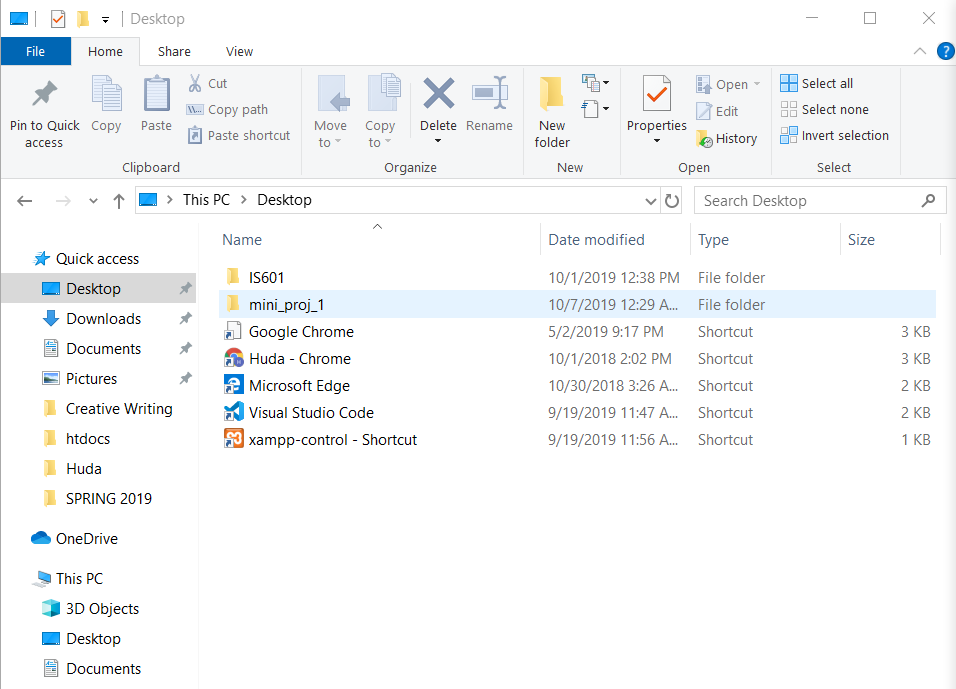 Desktop
File Home Share View
Pin to Quick access
Copy
Paste
Cut
Copy path
Paste shortcut
Clipboard
Move to
Copy to
Delete
Rename
Organize
New folder
New
Properties
Open
Edit
History
Open
Select all
Select none
Invert selection
Select
This PC > Desktop
Search Desktop
Name Date modified Type Size
Quick access
Desktop
Downloads
Documents
Pictures
Creative Writing
htdocs
Huda
SPRING 2019
OneDrive
This PC
3D Objects
Desktop
Documents
IS601 10/1/2019 12:38 PM File folder
mini_proj_1 10/7/2019 12:29 A... File folder
Google Chrome 5/2/2019 9:17 PM Shortcut 3 KB
Huda - Chrome 10/1/2018 2:02 PM Shortcut 3 KB
Microsoft Edge 10/30/2018 3:26 A... Shortcut 2 KB
Visual Studio Code 9/19/2019 11:47 A... Shortcut 2 KB
xampp-control - Shortcut 9/19/2019 11:56 A... Shortcut 1 KB